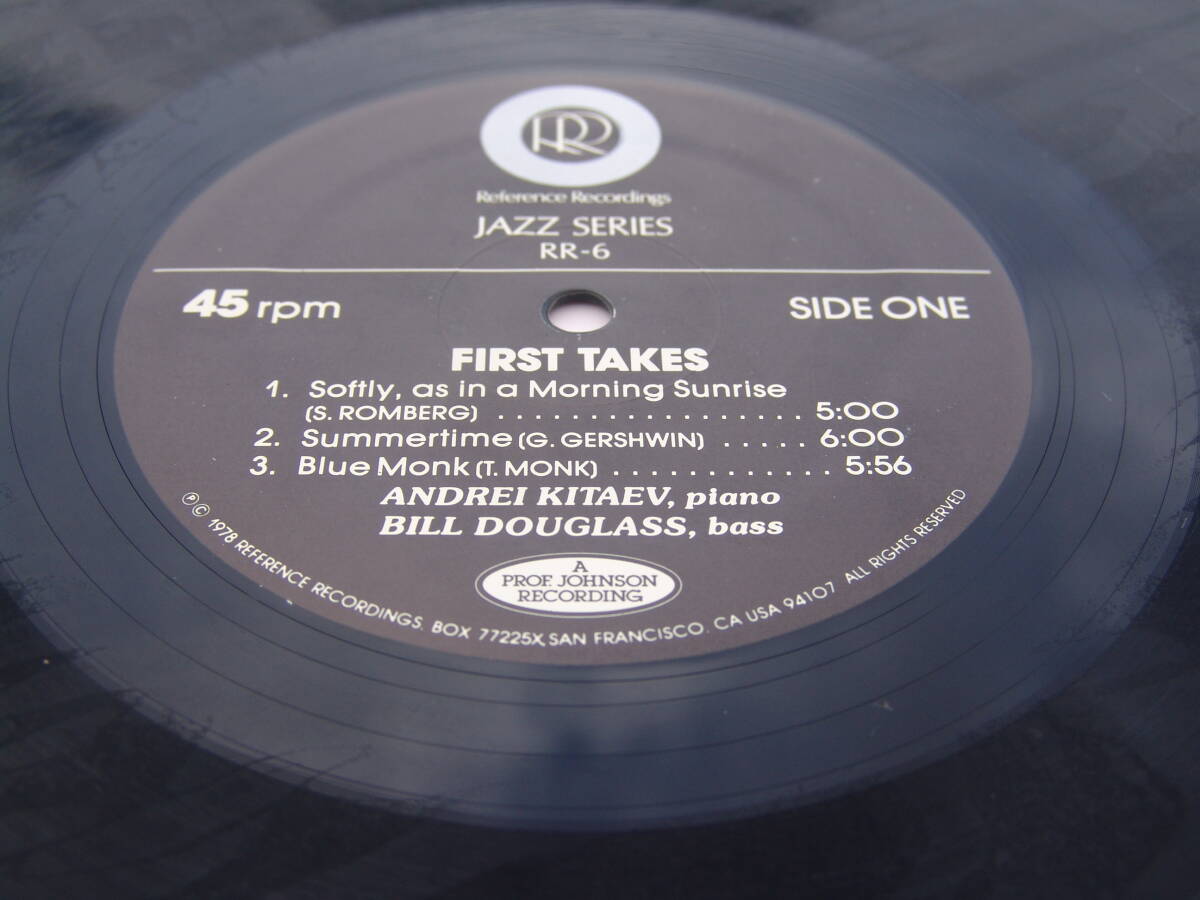 RR
Reference Recordings
JAZZ SERIES
RR-6
45 rpm
SIDE ONE
FIRST TAKES
1. Softly, as in a Morning Sunrise
(S. ROMBERG) .................. 5:00
2. Summertime (G. GERSHWIN) ..... 6:00
3. Blue Monk (T. MONK) ............. 5:56
ANDREI KITAEV, piano
BILL DOUGLASS, bass
A
PROF. JOHNSON
RECORDING
℗© 1978 REFERENCE RECORDINGS. BOX 77225X, SAN FRANCISCO. CA USA 94107 ALL RIGHTS RESERVED